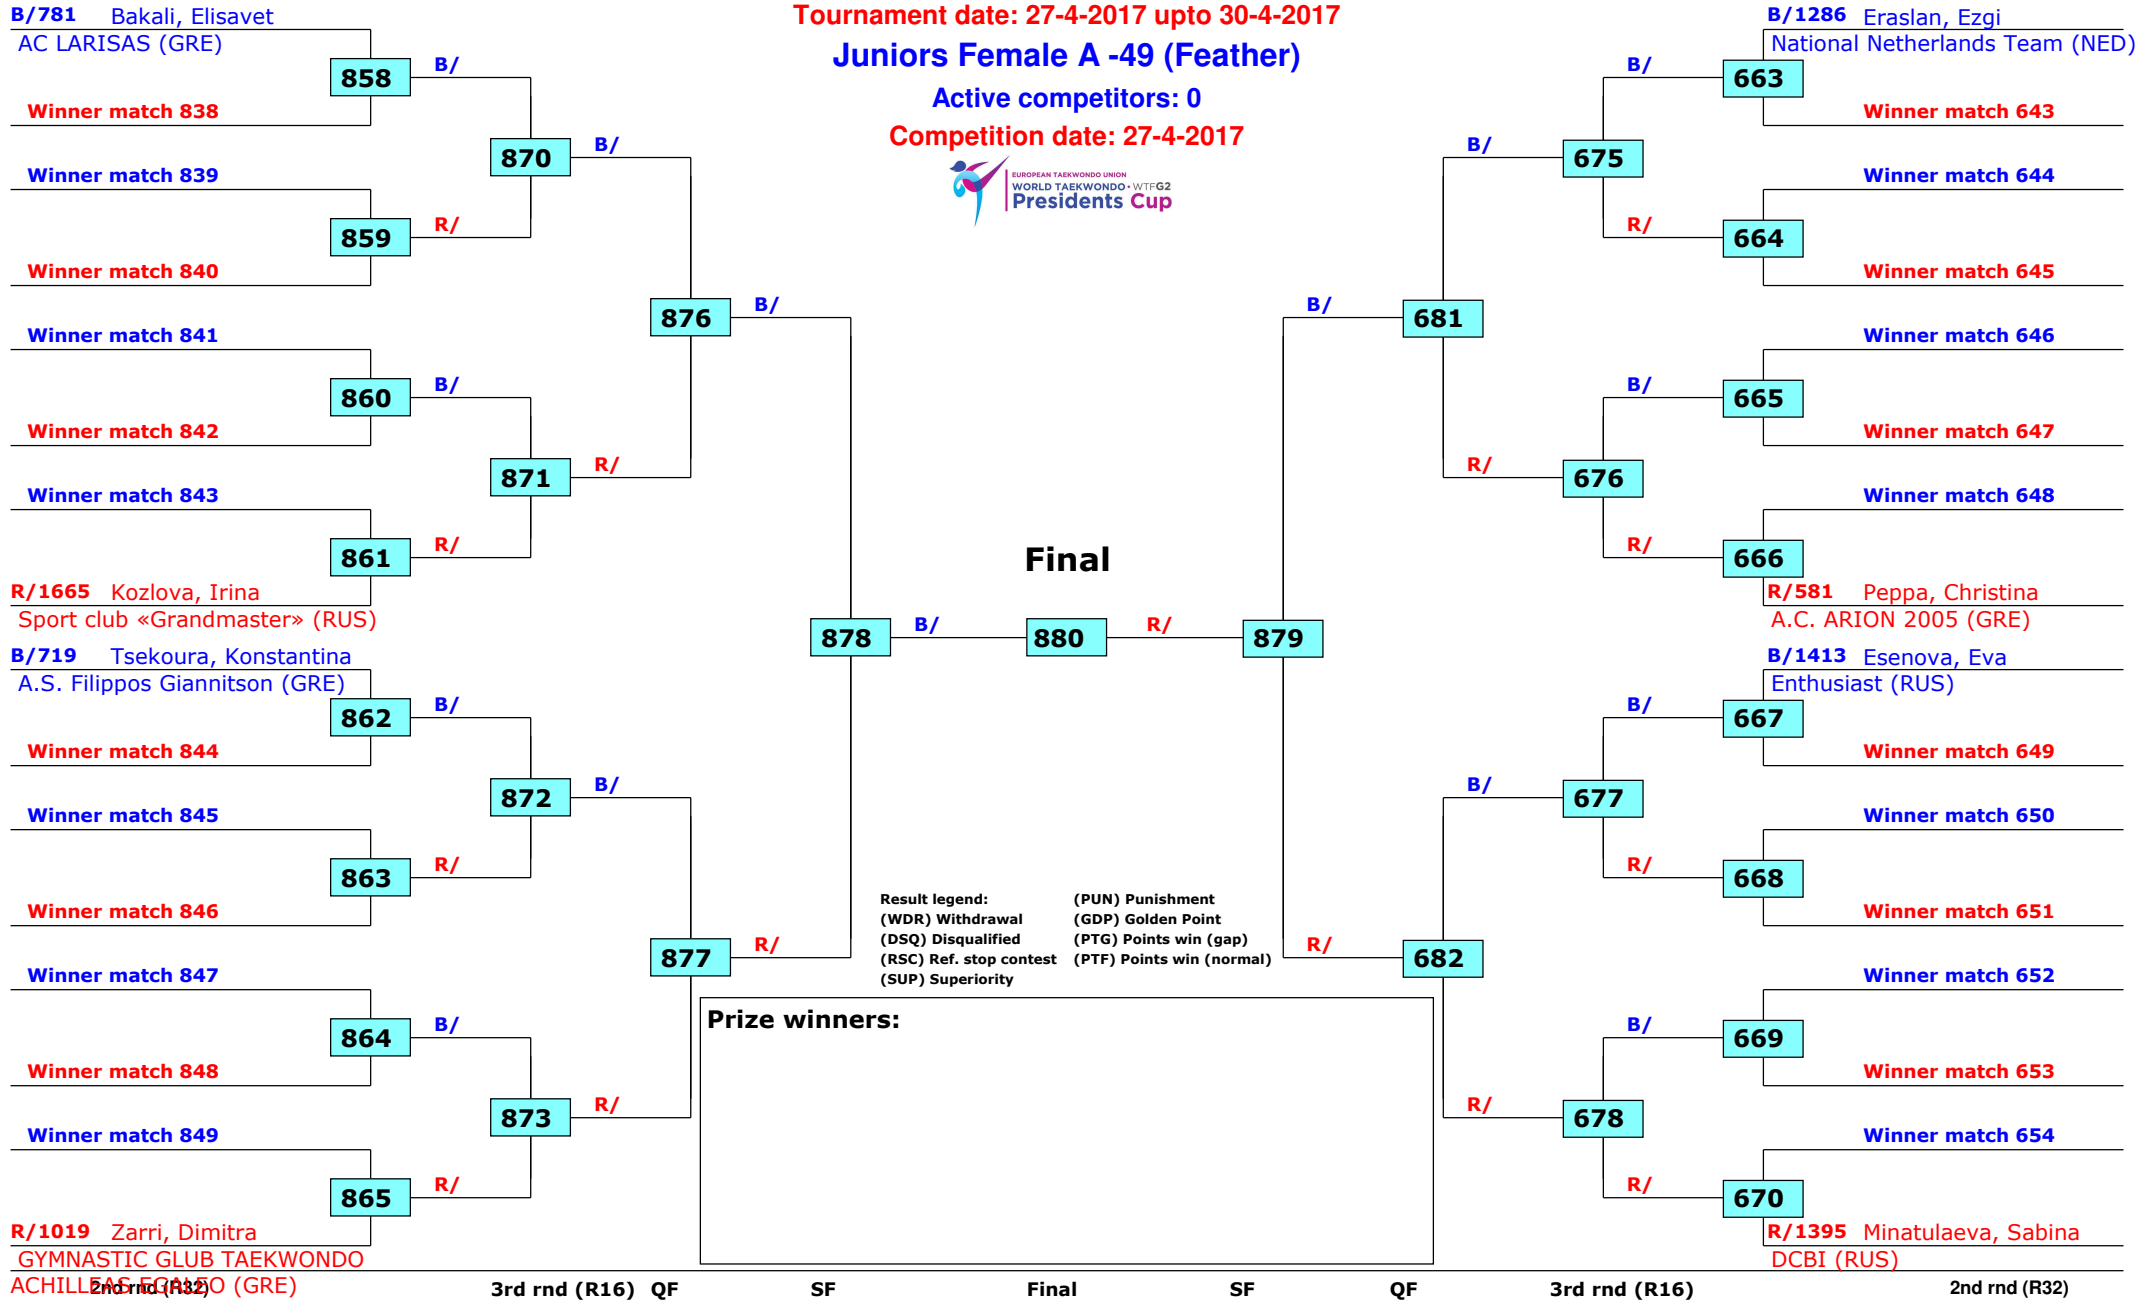 Tournament date: 27-4-2017 upto 30-4-2017
Juniors Female A -49 (Feather)
Active competitors: 0
Competition date: 27-4-2017
EUROPEAN TAEKWONDO UNION
WORLD TAEKWONDO • WTFG2
Presidents Cup
B/781 Bakali, Elisavet
AC LARISAS (GRE)
858
B/
Winner match 838
870
B/
Winner match 839
859
R/
Winner match 840
876
B/
Winner match 841
860
B/
Winner match 842
871
R/
Winner match 843
861
R/
R/1665 Kozlova, Irina
Sport club «Grandmaster» (RUS)
878
B/
B/719 Tsekoura, Konstantina
A.S. Filippos Giannitson (GRE)
862
B/
Winner match 844
872
B/
Winner match 845
863
R/
Winner match 846
877
R/
Winner match 847
864
B/
Winner match 848
873
R/
Winner match 849
865
R/
R/1019 Zarri, Dimitra
GYMNASTIC GLUB TAEKWONDO
ACHILLEAS EGALEO (GRE)
Final
880
B/1286 Eraslan, Ezgi
National Netherlands Team (NED)
B/
663
Winner match 643
B/
675
Winner match 644
R/
664
Winner match 645
B/
681
Winner match 646
B/
665
Winner match 647
R/
676
Winner match 648
R/
666
R/581 Peppa, Christina
A.C. ARION 2005 (GRE)
R/
879
B/1413 Esenova, Eva
Enthusiast (RUS)
B/
667
Winner match 649
B/
677
Winner match 650
R/
668
Winner match 651
R/
682
Winner match 652
B/
669
Winner match 653
R/
678
Winner match 654
R/
670
R/1395 Minatulaeva, Sabina
DCBI (RUS)
Result legend:
(WDR) Withdrawal
(DSQ) Disqualified
(RSC) Ref. stop contest
(SUP) Superiority
(PUN) Punishment
(GDP) Golden Point
(PTG) Points win (gap)
(PTF) Points win (normal)
Prize winners:
2nd rnd (R32) 3rd rnd (R16) QF SF Final SF QF 3rd rnd (R16) 2nd rnd (R32)